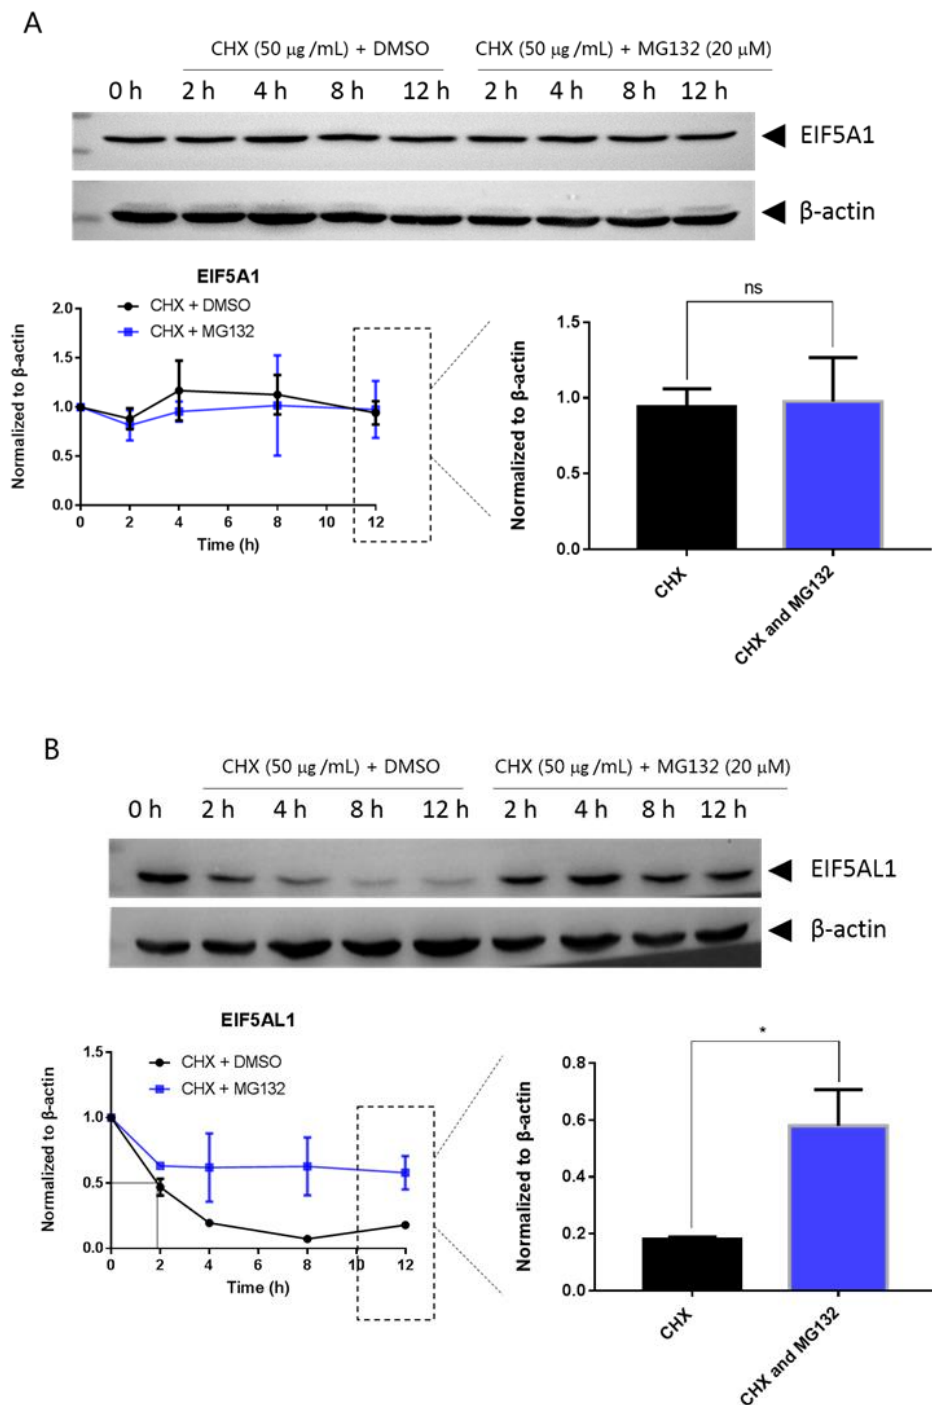 A
CHX (50 μg/mL) + DMSO CHX (50 μg/mL) + MG132 (20 μM)
0 h 2 h 4 h 8 h 12 h 2 h 4 h 8 h 12 h
EIF5A1
β-actin
EIF5A1
CHX + DMSO
CHX + MG132
Normalized to β-actin
2.0
1.5
1.0
0.5
0.0
0 2 4 6 8 10 12
Time (h)
ns
Normalized to β-actin
1.5
1.0
0.5
0.0
CHX
CHX and MG132
B
CHX (50 μg/mL) + DMSO CHX (50 μg/mL) + MG132 (20 μM)
0 h 2 h 4 h 8 h 12 h 2 h 4 h 8 h 12 h
EIF5AL1
β-actin
EIF5AL1
CHX + DMSO
CHX + MG132
Normalized to β-actin
1.5
1.0
0.5
0.0
0 2 4 6 8 10 12
Time (h)
*
Normalized to β-actin
0.8
0.6
0.4
0.2
0.0
CHX
CHX and MG132